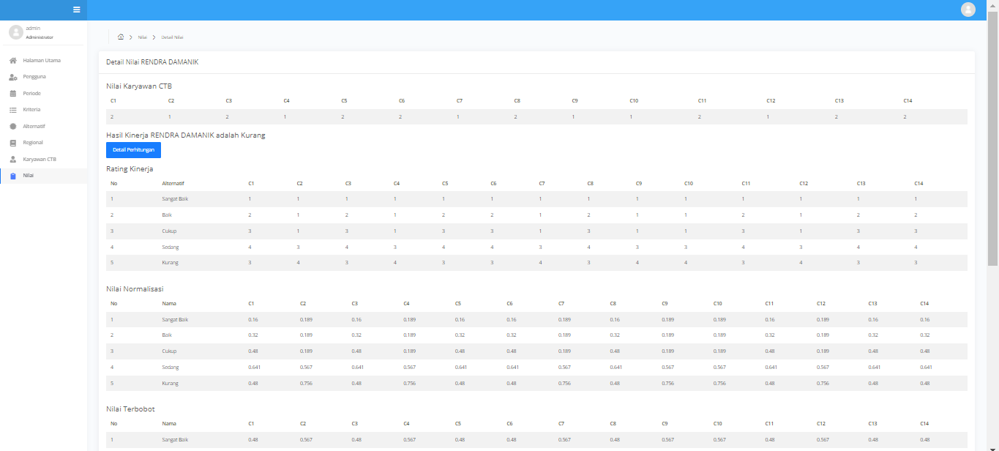 admin
Administrator
Nilai
Detail Nilai
Halaman Utama
Pengguna
Periode
Kriteria
Alternatif
Regional
Karyawan CTB
Nilai
Detail Nilai RENDRA DAMANIK
Nilai Karyawan CTB
C1 C2 C3 C4 C5 C6 C7 C8 C9 C10 C11 C12 C13 C14
2 1 2 1 2 2 1 2 1 1 2 1 2 2
Hasil Kinerja RENDRA DAMANIK adalah Kurang
Detail Perhitungan
Rating Kinerja
No Alternatif C1 C2 C3 C4 C5 C6 C7 C8 C9 C10 C11 C12 C13 C14
1 Sangat Baik 1 1 1 1 1 1 1 1 1 1 1 1 1 1
2 Baik 2 1 2 1 2 2 1 2 1 1 2 1 2 2
3 Cukup 3 1 3 1 3 3 1 3 1 1 3 1 3 3
4 Sedang 4 3 4 3 4 4 3 4 3 3 4 3 4 4
5 Kurang 3 4 3 4 3 3 4 3 4 4 3 4 3 3
Nilai Normalisasi
No Nama C1 C2 C3 C4 C5 C6 C7 C8 C9 C10 C11 C12 C13 C14
1 Sangat Baik 0.16 0.189 0.16 0.189 0.16 0.16 0.189 0.16 0.189 0.189 0.16 0.189 0.16 0.16
2 Baik 0.32 0.189 0.32 0.189 0.32 0.32 0.189 0.32 0.189 0.189 0.32 0.189 0.32 0.32
3 Cukup 0.48 0.189 0.48 0.189 0.48 0.48 0.189 0.48 0.189 0.189 0.48 0.189 0.48 0.48
4 Sedang 0.641 0.567 0.641 0.567 0.641 0.641 0.567 0.641 0.567 0.567 0.641 0.567 0.641 0.641
5 Kurang 0.48 0.756 0.48 0.756 0.48 0.48 0.756 0.48 0.756 0.756 0.48 0.756 0.48 0.48
Nilai Terbobot
No Nama C1 C2 C3 C4 C5 C6 C7 C8 C9 C10 C11 C12 C13 C14
1 Sangat Baik 0.48 0.567 0.48 0.567 0.48 0.48 0.567 0.48 0.567 0.567 0.48 0.567 0.48 0.48